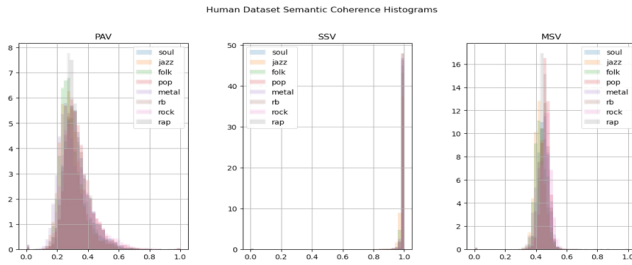 Human Dataset Semantic Coherence Histograms
PAV
8
7
6
5
4
3
2
1
0
0.0 0.2 0.4 0.6 0.8 1.0
soul
jazz
folk
pop
metal
rb
rock
rap
SSV
50
40
30
20
10
0
0.0 0.2 0.4 0.6 0.8 1.0
soul
jazz
folk
pop
metal
rb
rock
rap
MSV
16
14
12
10
8
6
4
2
0
0.0 0.2 0.4 0.6 0.8 1.0
soul
jazz
folk
pop
metal
rb
rock
rap